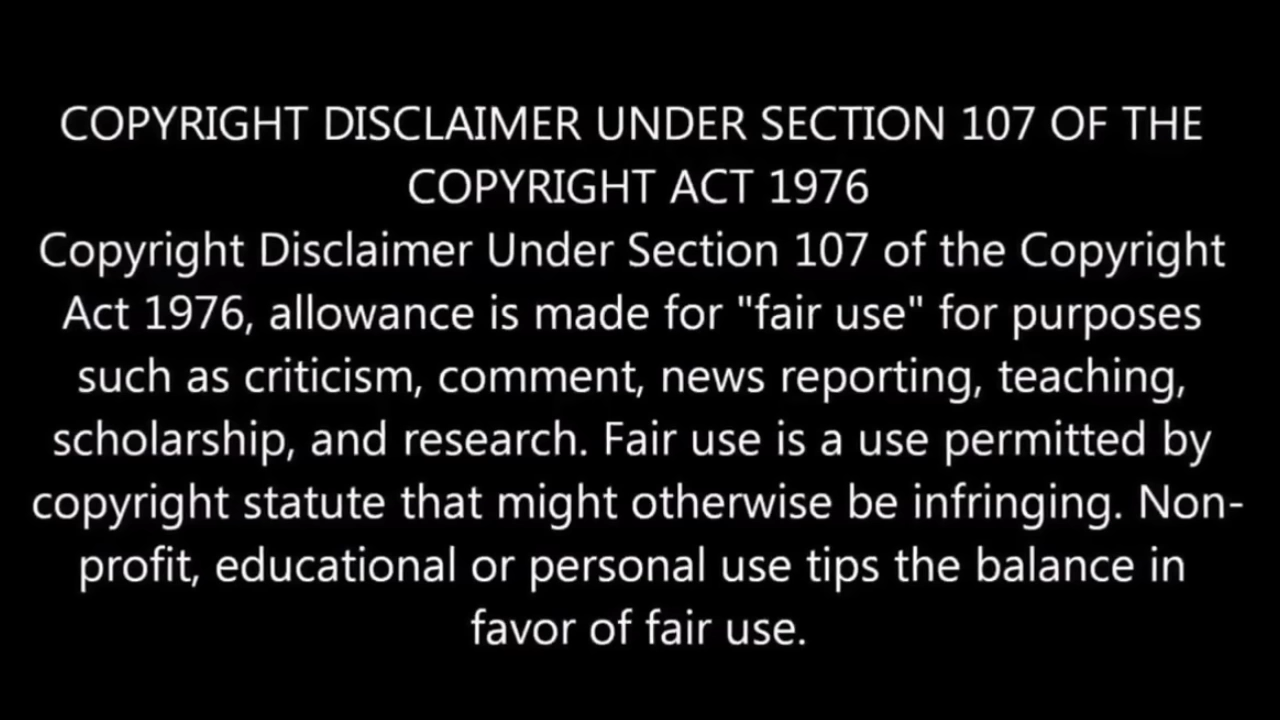 COPYRIGHT DISCLAIMER UNDER SECTION 107 OF THE
COPYRIGHT ACT 1976
Copyright Disclaimer Under Section 107 of the Copyright
Act 1976, allowance is made for "fair use" for purposes
such as criticism, comment, news reporting, teaching,
scholarship, and research. Fair use is a use permitted by
copyright statute that might otherwise be infringing. Non-
profit, educational or personal use tips the balance in
favor of fair use.